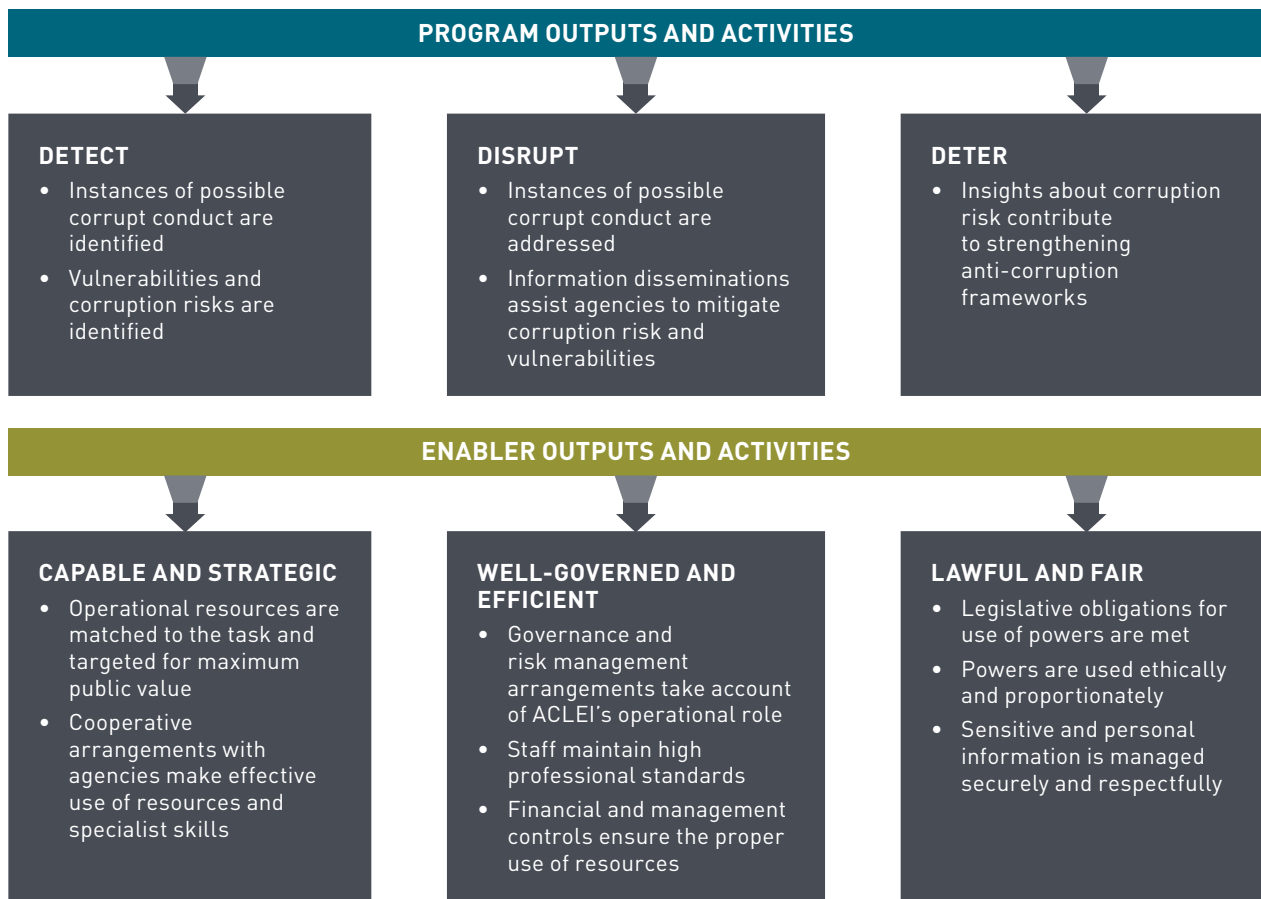 PROGRAM OUTPUTS AND ACTIVITIES
DETECT
• Instances of possible
corrupt conduct are
identified
• Vulnerabilities and
corruption risks are
identified
DISRUPT
• Instances of possible
corrupt conduct are
addressed
• Information disseminations
assist agencies to mitigate
corruption risk and
vulnerabilities
DETER
• Insights about corruption
risk contribute
to strengthening
anti-corruption
frameworks
ENABLER OUTPUTS AND ACTIVITIES
CAPABLE AND STRATEGIC
• Operational resources are
matched to the task and
targeted for maximum
public value
• Cooperative
arrangements with
agencies make effective
use of resources and
specialist skills
WELL-GOVERNED AND
EFFICIENT
• Governance and
risk management
arrangements take account
of ACLEI's operational role
• Staff maintain high
professional standards
• Financial and management
controls ensure the proper
use of resources
LAWFUL AND FAIR
• Legislative obligations for
use of powers are met
• Powers are used ethically
and proportionately
• Sensitive and personal
information is managed
securely and respectfully